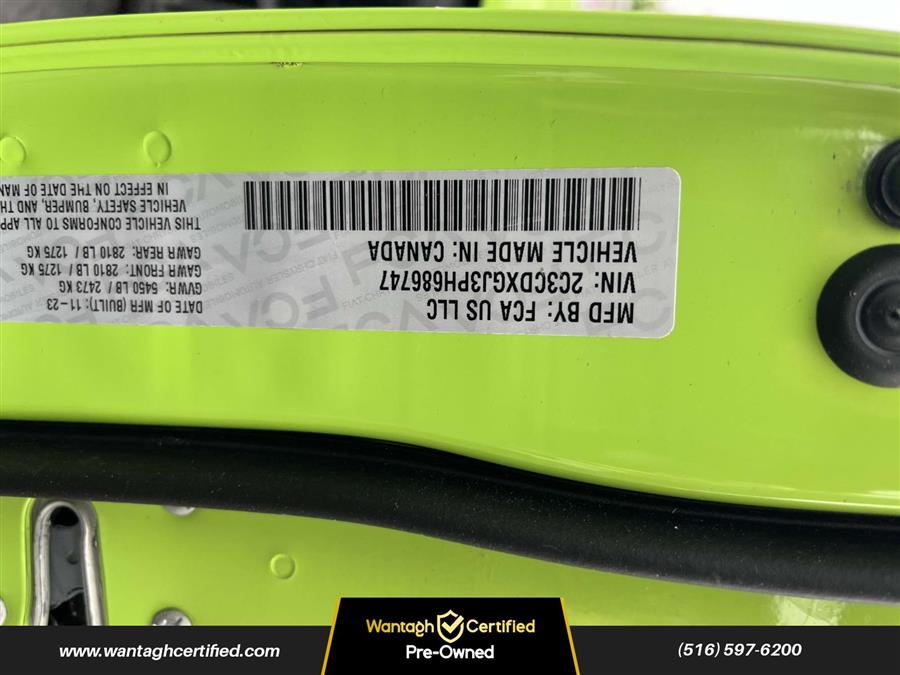 MFD BY: FCA US LLC
VIN: 2C3CDXGJ3PH686747
VEHICLE MADE IN: CANADA
DATE OF MFR (BUILT): 11-23
GVWR: 5450 LB / 2473 KG
GAWR FRONT: 2810 LB / 1275 KG
GAWR REAR: 2810 LB / 1275 KG
THIS VEHICLE CONFORMS TO ALL APP
VEHICLE SAFETY, BUMPER, AND TH
IN EFFECT ON THE DATE OF MAN
www.wantaghcertified.com
Wantagh Certified
Pre-Owned
(516) 597-6200